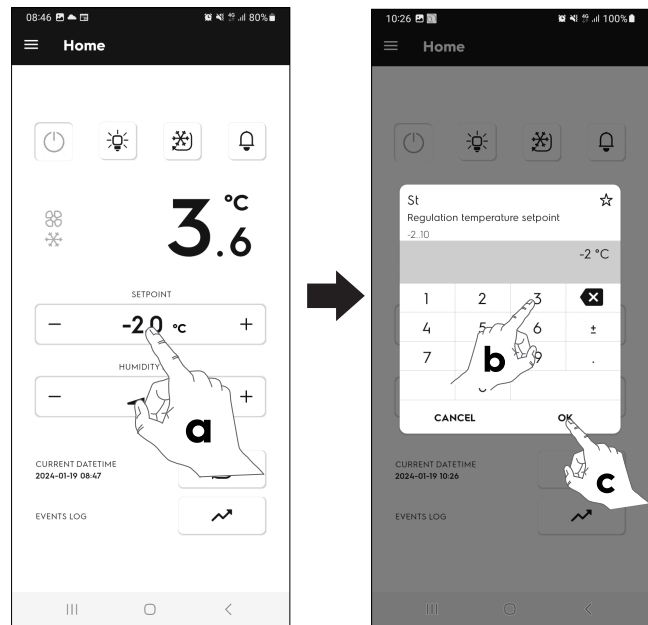 08:46 80%
Home
°C
3.6
SETPOINT
− -2.0 °C +
HUMIDITY
− +
a
CURRENT DATETIME
2024-01-19 08:47
EVENTS LOG
10:26 100%
Home
St
Regulation temperature setpoint
-2..10
-2 °C
1 2 3
4 5 6 ±
7 9 .
b
CANCEL OK
c
CURRENT DATETIME
2024-01-19 10:26
EVENTS LOG